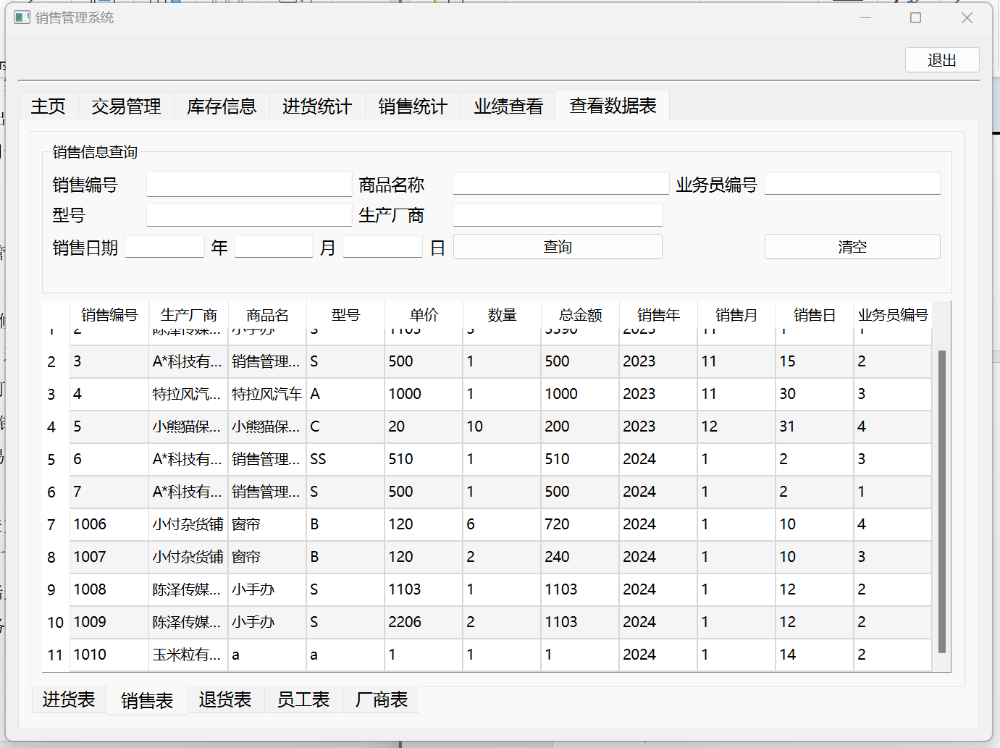 销售管理系统
退出
主页 交易管理 库存信息 进货统计 销售统计 业绩查看 查看数据表
销售信息查询
销售编号 商品名称 业务员编号
型号 生产厂商
销售日期 年 月 日 查询 清空
销售编号 生产厂商 商品名 型号 单价 数量 总金额 销售年 销售月 销售日 业务员编号
1 2 陈泽传媒... 小手办 S 1103 2023 11 1 1
2 3 A*科技有... 销售管理... S 500 1 500 2023 11 15 2
3 4 特拉风汽... 特拉风汽车 A 1000 1 1000 2023 11 30 3
4 5 小熊猫保... 小熊猫保... C 20 10 200 2023 12 31 4
5 6 A*科技有... 销售管理... SS 510 1 510 2024 1 2 3
6 7 A*科技有... 销售管理... S 500 1 500 2024 1 2 1
7 1006 小付杂货铺 窗帘 B 120 6 720 2024 1 10 4
8 1007 小付杂货铺 窗帘 B 120 2 240 2024 1 10 3
9 1008 陈泽传媒... 小手办 S 1103 1 1103 2024 1 12 2
10 1009 陈泽传媒... 小手办 S 2206 2 1103 2024 1 12 2
11 1010 玉米粒有... a a 1 1 1 2024 1 14 2
进货表 销售表 退货表 员工表 厂商表